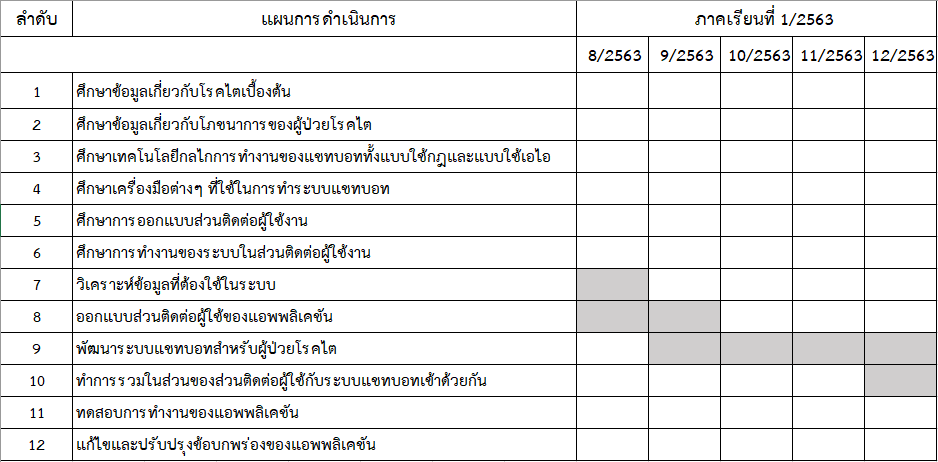 ลำดับ แผนการดำเนินการ ภาคเรียนที่ 1/2563
8/2563 9/2563 10/2563 11/2563 12/2563
1 ศึกษาข้อมูลเกี่ยวกับโรคไตเบื้องต้น
2 ศึกษาข้อมูลเกี่ยวกับโภขนาการของผู้ป่วยโรคไต
3 ศึกษาเทคโนโลยีกลไกการทำงานของแชทบอททั้งแบบใช้กฎและแบบใช้เอไอ
4 ศึกษาเครื่องมือต่างๆ ที่ใช้ในการทำระบบแชทบอท
5 ศึกษาการออกแบบส่วนติดต่อผู้ใช้งาน
6 ศึกษาการทำงานของระบบในส่วนติดต่อผู้ใช้งาน
7 วิเคราะห์ข้อมูลที่ต้องใช้ในระบบ
8 ออกแบบส่วนติดต่อผู้ใช้ของแอพพลิเคชัน
9 พัฒนาระบบแชทบอทสำหรับผู้ป่วยโรคไต
10 ทำการรวมในส่วนของส่วนติดต่อผู้ใช้กับระบบแชทบอทเข้าด้วยกัน
11 ทดสอบการทำงานของแอพพลิเคชัน
12 แก้ไขและปรับปรุงข้อบกพร่องของแอพพลิเคชัน